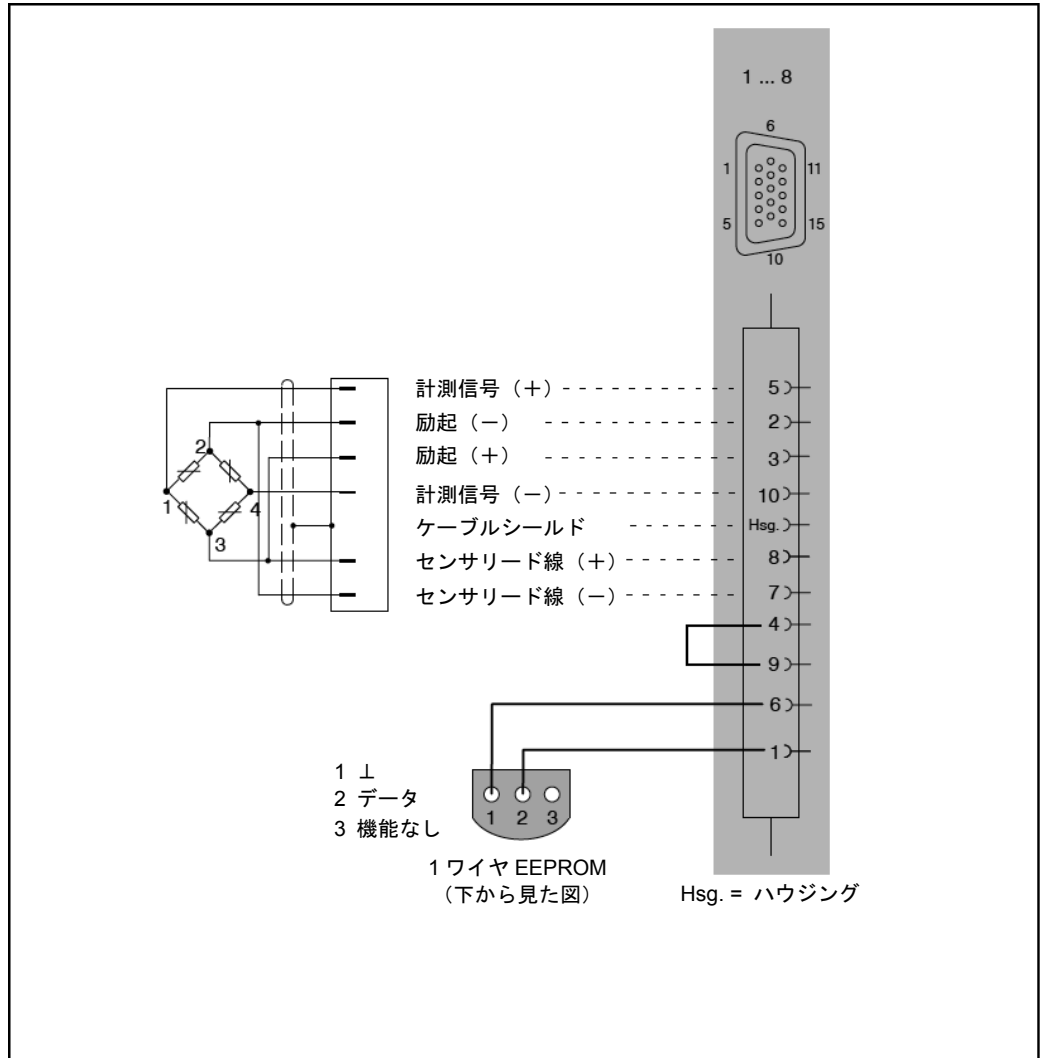 1 ... 8
6
1
11
5
15
10
計測信号（＋） 5
励起（－） 2
励起（＋） 3
計測信号（－） 10
ケーブルシールド Hsg.
センサリード線（＋） 8
センサリード線（－） 7
2
1
4
3
4
9
6
1
1 ⊥
2 データ
3 機能なし
1 2 3
1 ワイヤ EEPROM
（下から見た図）
Hsg. = ハウジング